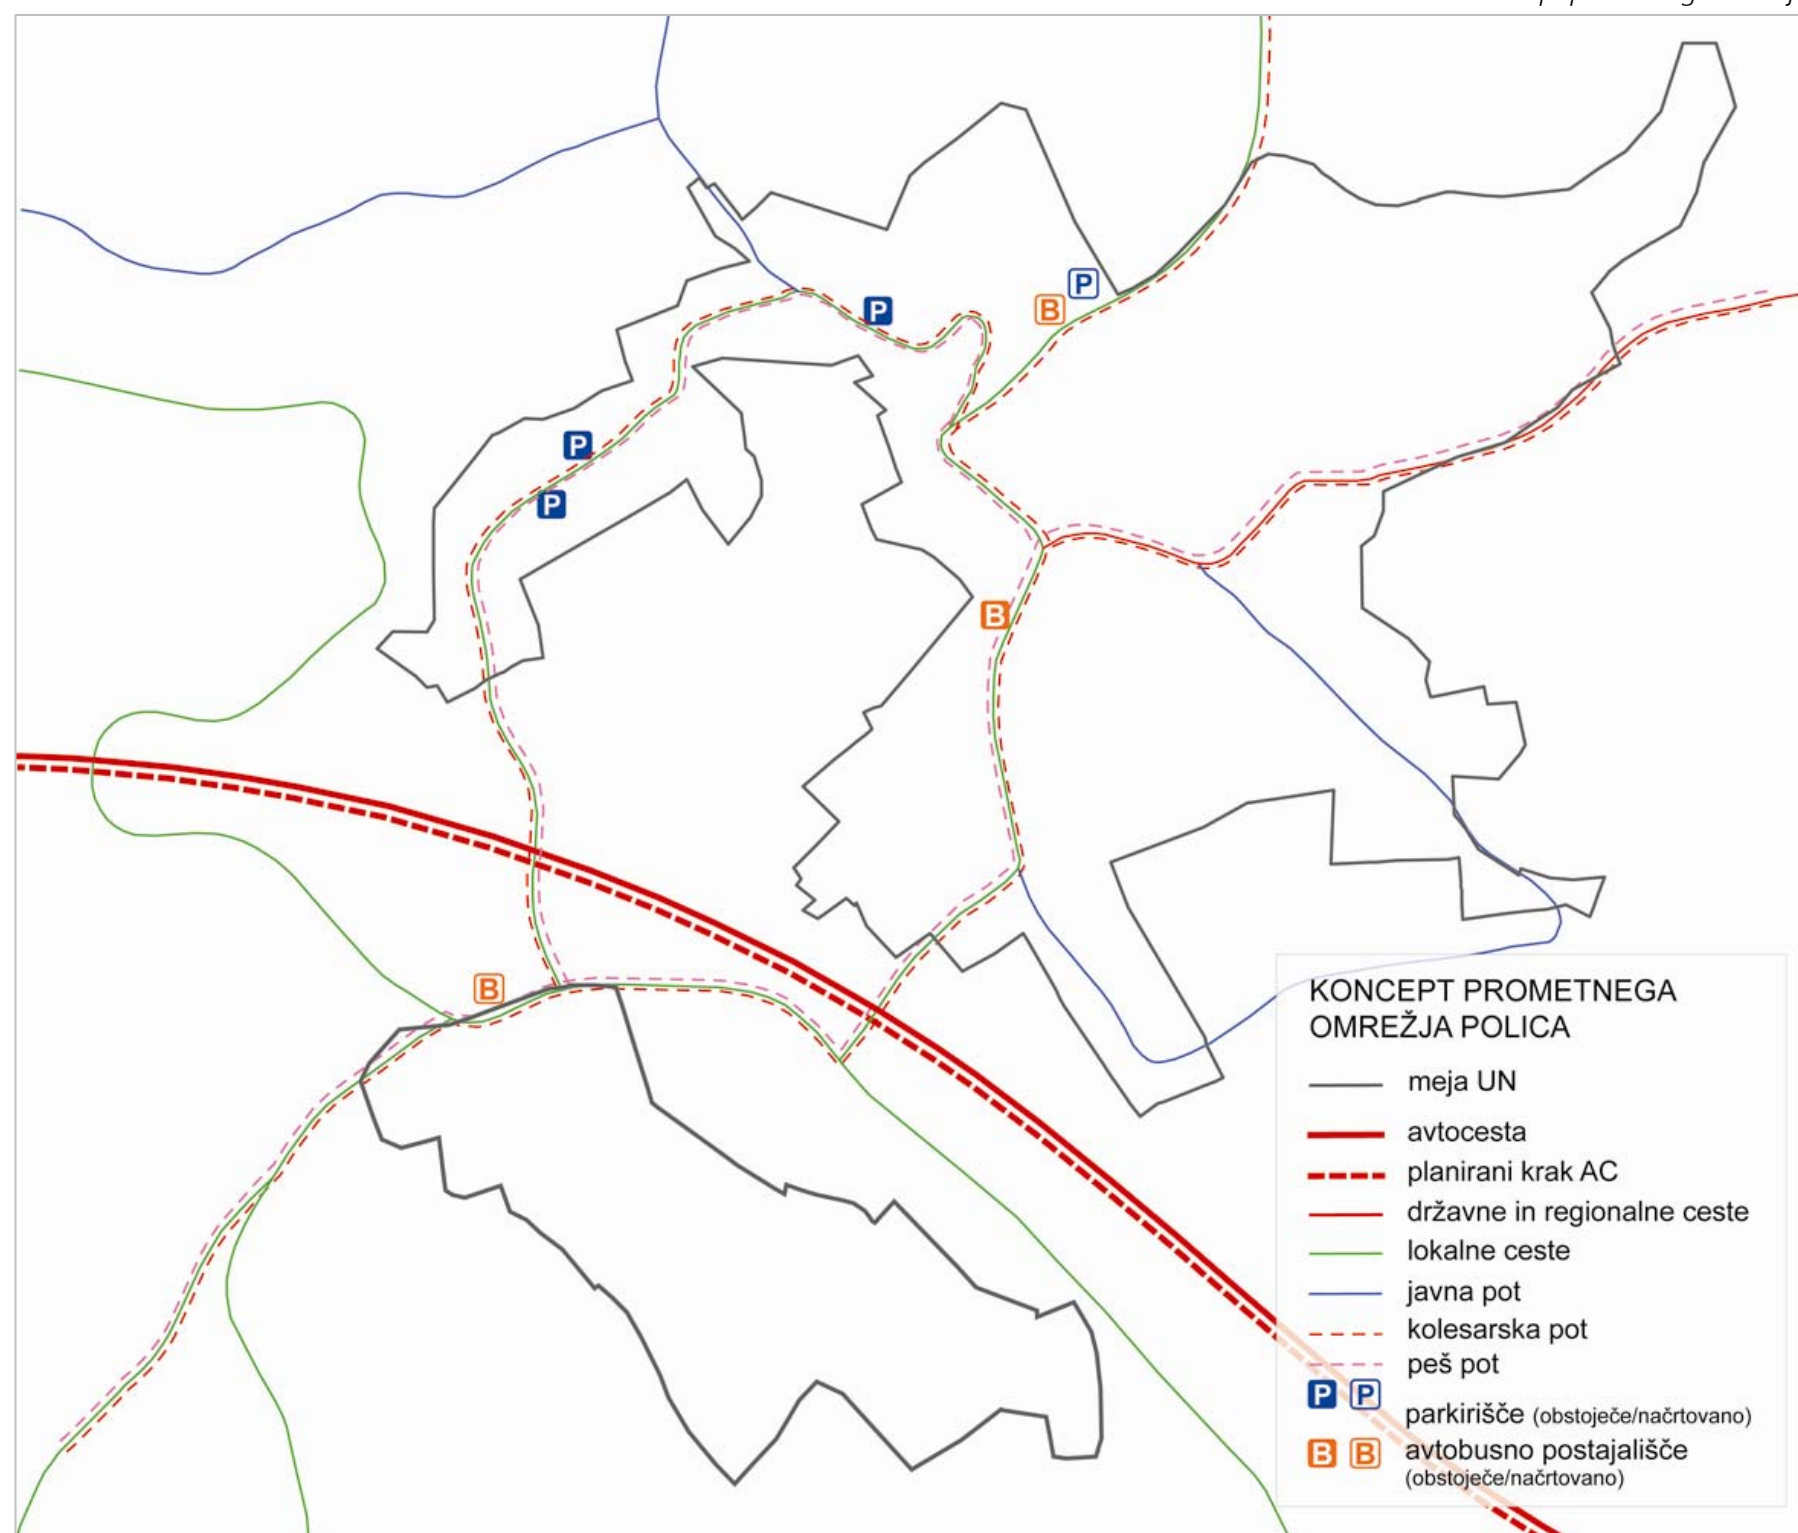 P
B
P
P
P
B
B
KONCEPT PROMETNEGA
OMREŽJA POLICA
meja UN
avtocesta
planirani krak AC
državne in regionalne ceste
lokalne ceste
javna pot
kolesarska pot
peš pot
P P
parkirišče (obstoječe/načrtovano)
B B avtobusno postajališče
(obstoječe/načrtovano)